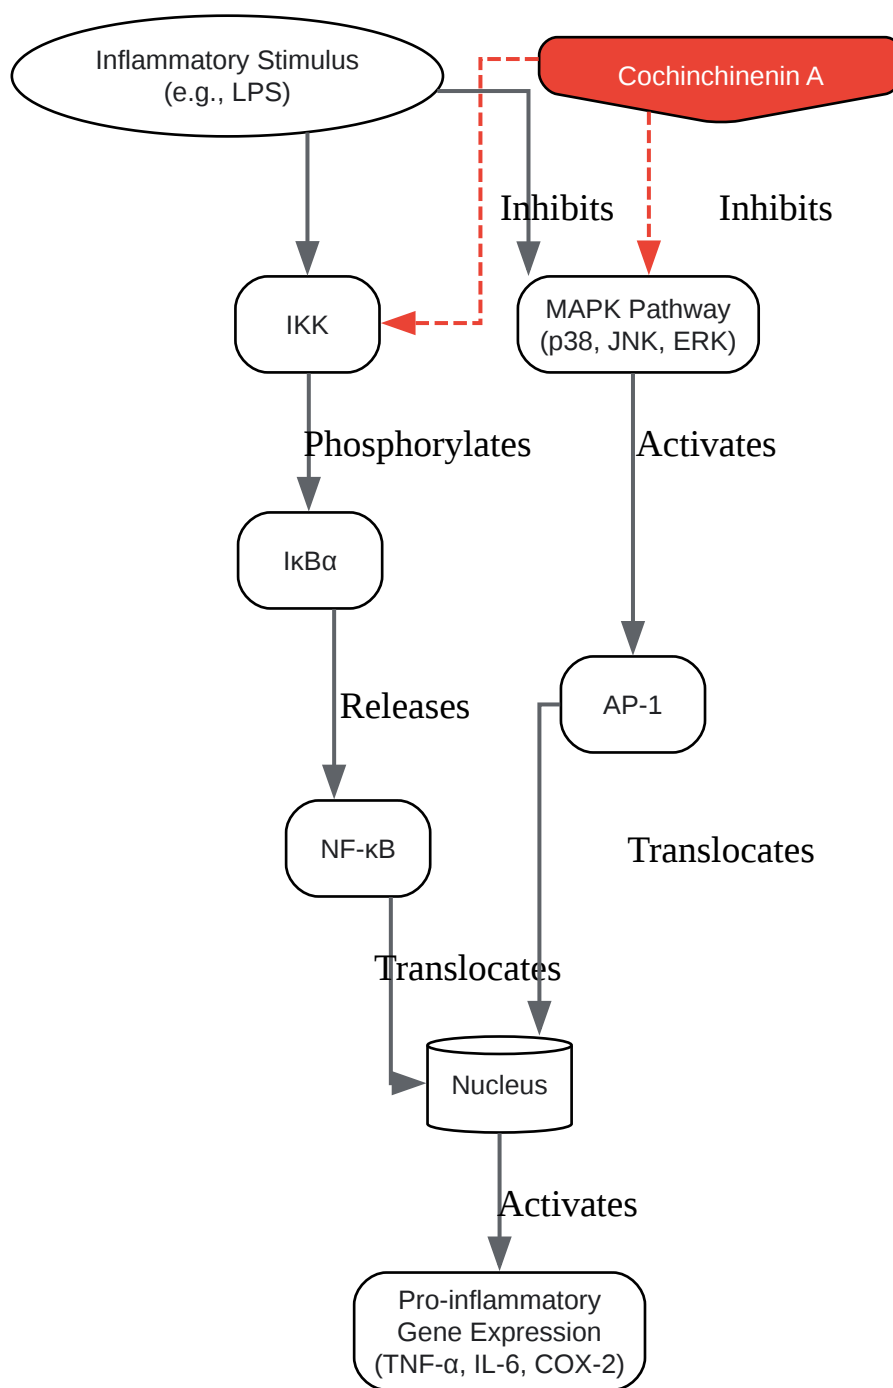 Inflammatory Stimulus
(e.g., LPS)
Cochinchinenin A
Inhibits
Inhibits
IKK
MAPK Pathway
(p38, JNK, ERK)
Phosphorylates
Activates
IκBα
Releases
AP-1
NF-κB
Translocates
Translocates
Nucleus
Activates
Pro-inflammatory
Gene Expression
(TNF-α, IL-6, COX-2)